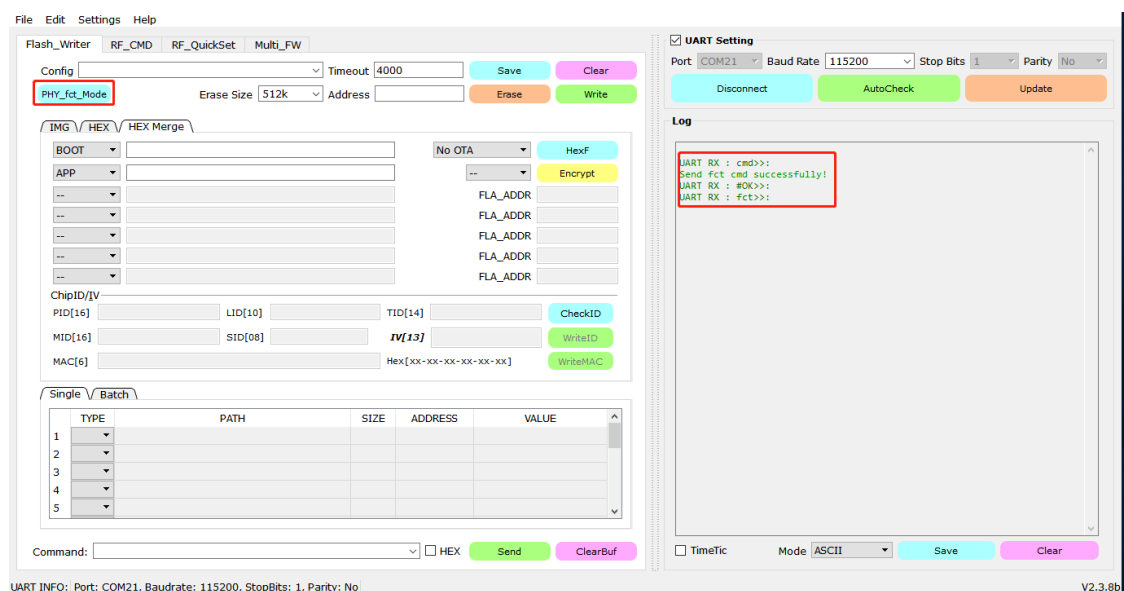 File Edit Settings Help
Flash_Writer RF_CMD RF_QuickSet Multi_FW
Config Timeout 4000 Save Clear
PHY_fct_Mode Erase Size 512k Address Erase Write
IMG HEX HEX Merge
BOOT No OTA HexF
APP -- Encrypt
-- FLA_ADDR
-- FLA_ADDR
-- FLA_ADDR
-- FLA_ADDR
-- FLA_ADDR
ChipID/IV
PID[16] LID[10] TID[14] CheckID
MID[16] SID[08] IV[13] WriteID
MAC[6] Hex[xx-xx-xx-xx-xx-xx] WriteMAC
Single Batch
TYPE PATH SIZE ADDRESS VALUE
1
2
3
4
5
Command: HEX Send ClearBuf
UART INFO: Port: COM21, Baudrate: 115200, StopBits: 1, Parity: No
UART Setting
Port COM21 Baud Rate 115200 Stop Bits 1 Parity No
Disconnect AutoCheck Update
Log
UART RX : cmd>>:
Send fct cmd successfully!
UART RX : #OK>>:
UART RX : fct>>:
TimeTic Mode ASCII Save Clear
V2.3.8b